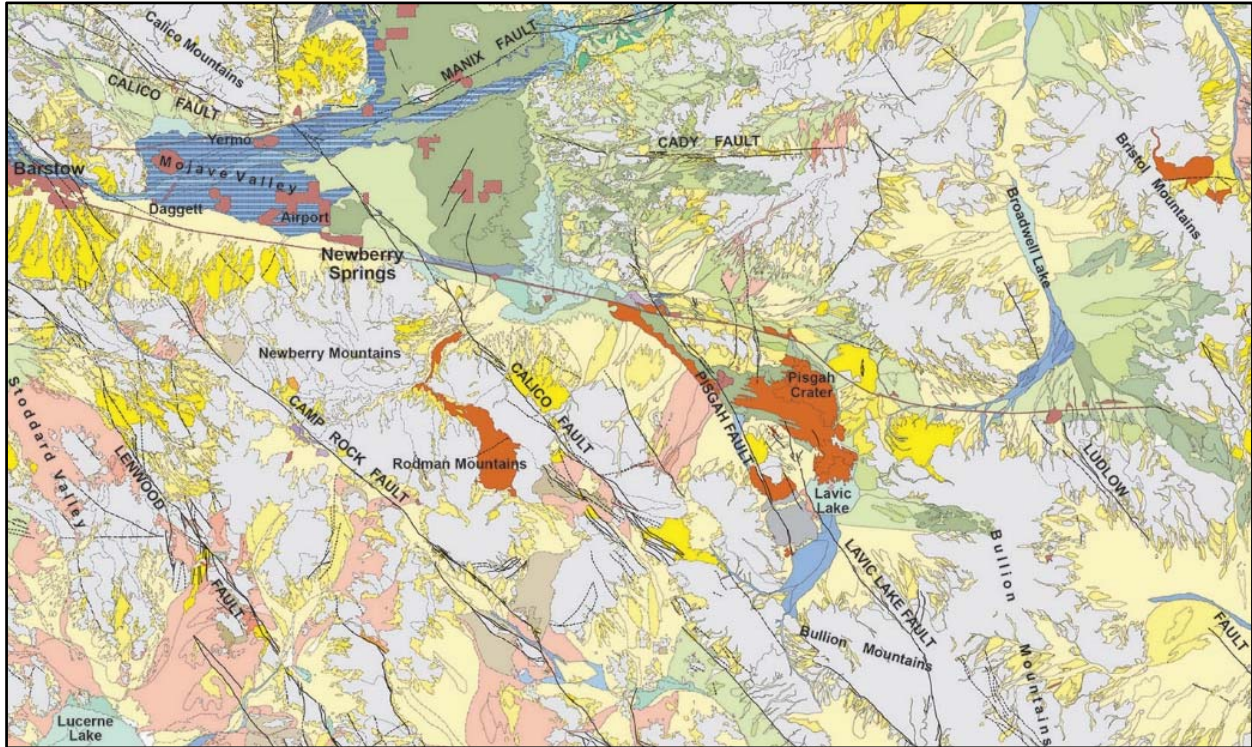 Calico Mountains
CALICO FAULT
MANIX FAULT
Yermo
Mojave Valley
Barstow
Daggett
Airport
Newberry
Springs
CADY FAULT
Bristol Mountains
Broadwell Lake
Newberry Mountains
CALICO FAULT
PISGAH FAULT
Pisgah
Crater
Stoddard Valley
LENWOOD
FAULT
CAMP ROCK FAULT
Rodman Mountains
Lavic
Lake
LUDLOW
FAULT
LAVIC LAKE FAULT
Bullion
Mountains
Bullion Mountains
Lucerne
Lake